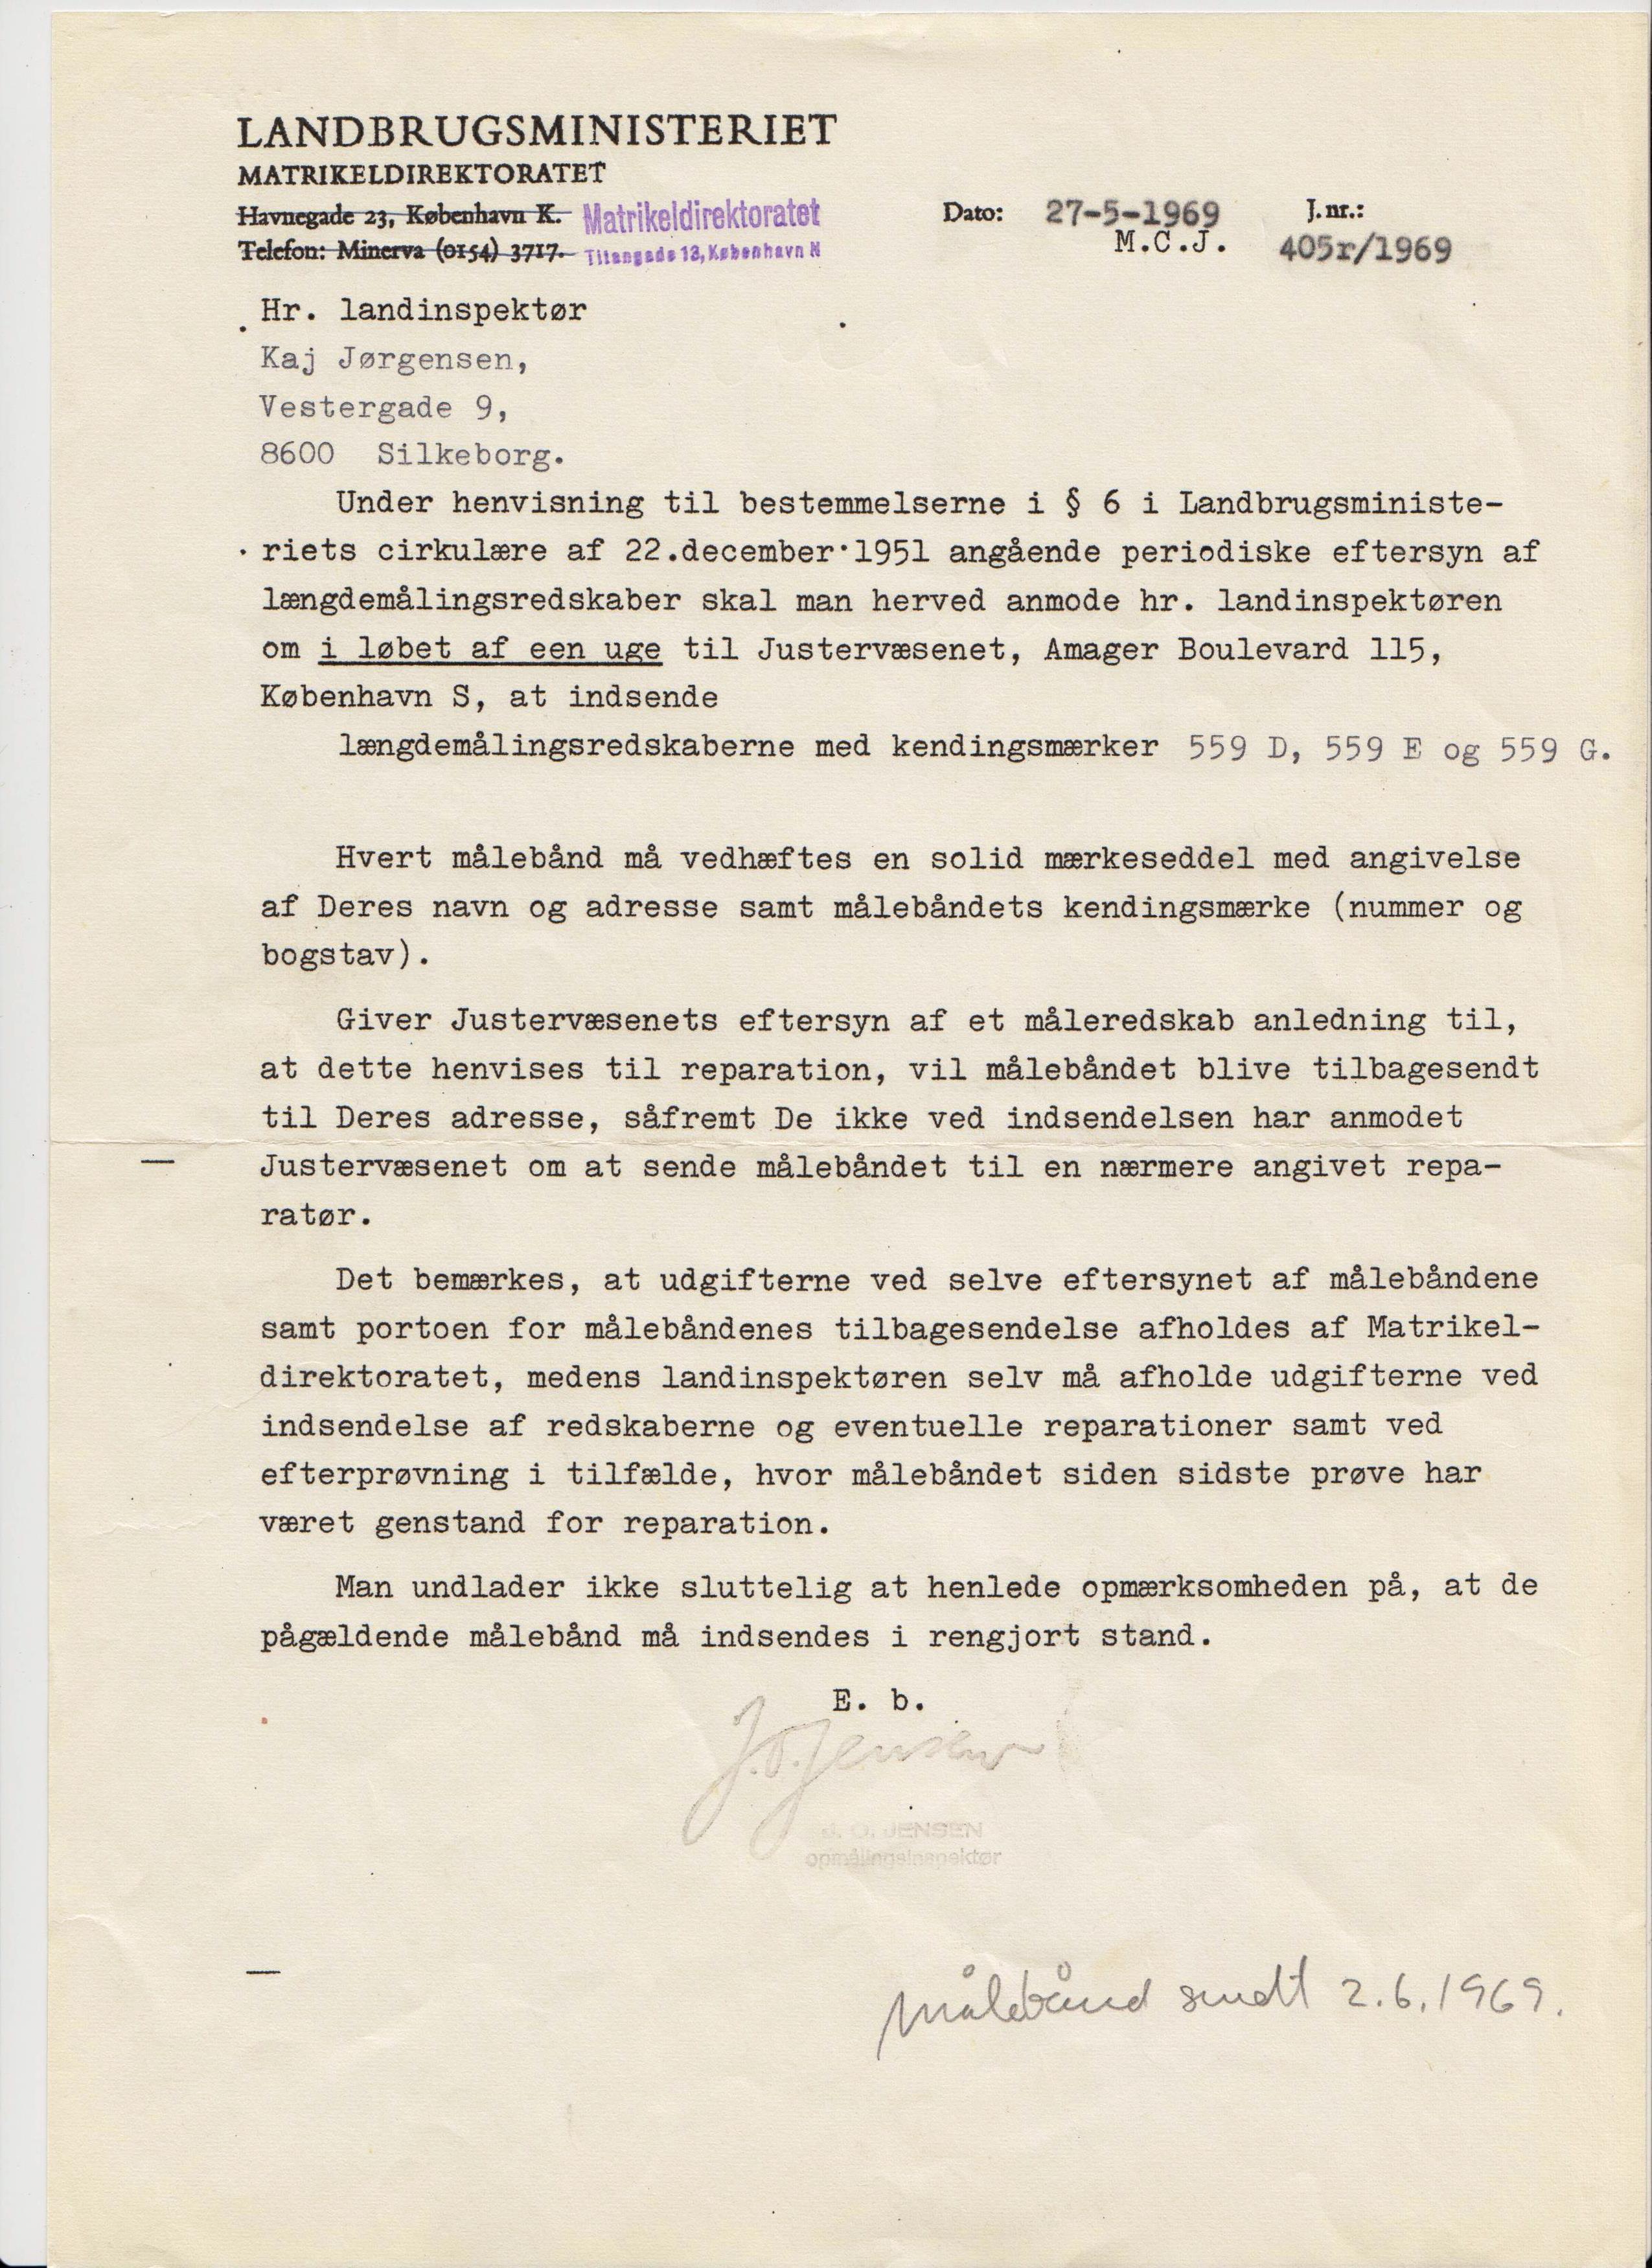 LANDBRUGSMINISTERIET
MATRIKELDIREKTORATET
Havnegade 23, København K.
Telefon: Minerva (0154) 3717.
Matrikeldirektoratet
Titangade 13, København N
Dato: 27-5-1969
M.C.J.
J. nr.:
405r/1969
Hr. landinspektør
Kaj Jørgensen,
Vestergade 9,
8600 Silkeborg.
Under henvisning til bestemmelserne i § 6 i Landbrugsministe-
riets cirkulære af 22.december 1951 angående periodiske eftersyn af
længdemålingsredskaber skal man herved anmode hr. landinspektøren
om i løbet af een uge til Justervæsenet, Amager Boulevard 115,
København S, at indsende
længdemålingsredskaberne med kendingsmærker 559 D, 559 E og 559 G.
Hvert målebånd må vedhæftes en solid mærkeseddel med angivelse
af Deres navn og adresse samt målebåndets kendingsmærke (nummer og
bogstav).
Giver Justervæsenets eftersyn af et måleredskab anledning til,
at dette henvises til reparation, vil målebåndet blive tilbagesendt
til Deres adresse, såfremt De ikke ved indsendelsen har anmodet
Justervæsenet om at sende målebåndet til en nærmere angivet repa-
ratør.
Det bemærkes, at udgifterne ved selve eftersynet af målebåndene
samt portoen for målebåndenes tilbagesendelse afholdes af Matrikel-
direktoratet, medens landinspektøren selv må afholde udgifterne ved
indsendelse af redskaberne og eventuelle reparationer samt ved
efterprøvning i tilfælde, hvor målebåndet siden sidste prøve har
været genstand for reparation.
Man undlader ikke sluttelig at henlede opmærksomheden på, at de
pågældende målebånd må indsendes i rengjort stand.
E. b.
J.O. Jensen
J. O. JENSEN
opmålingsinspektør
Målebånd sendt 2.6.1969.